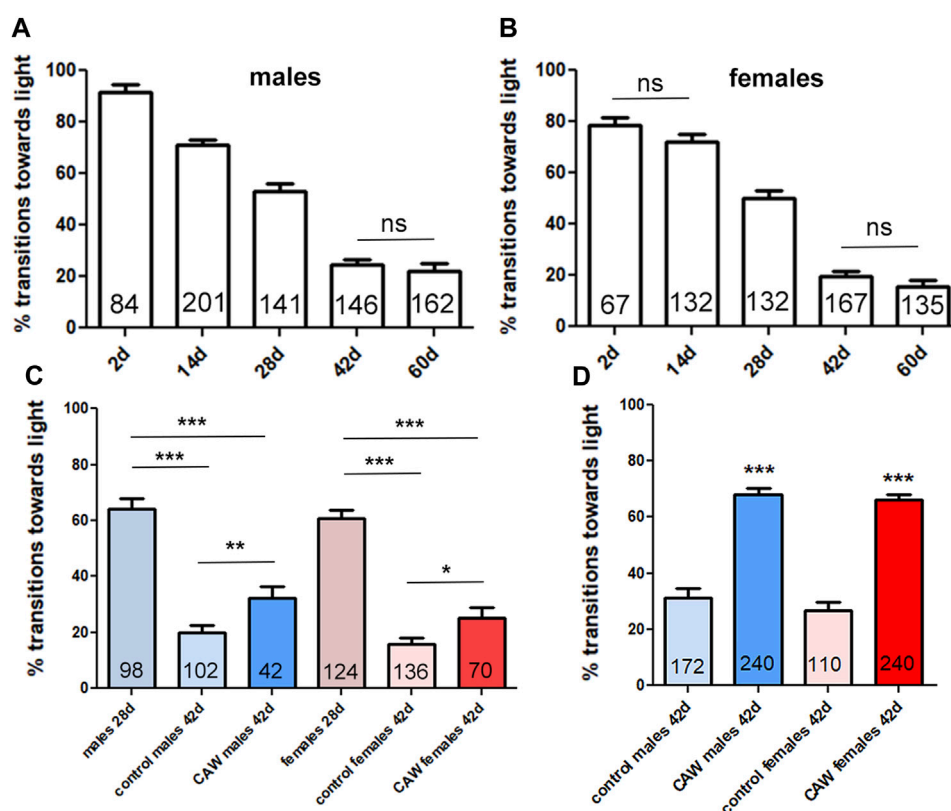 A
% transitions towards light
100
80
60
40
20
0
males
ns
84
201
141
146
162
2d
14d
28d
42d
60d
B
% transitions towards light
100
80
60
40
20
0
females
ns
ns
67
132
132
167
135
2d
14d
28d
42d
60d
C
% transitions towards light
100
80
60
40
20
0
***
***
**
***
***
*
98
102
42
124
136
70
males 28d
control males 42d
CAW males 42d
females 28d
control females 42d
CAW females 42d
D
% transitions towards light
100
80
60
40
20
0
***
***
172
240
110
240
control males 42d
CAW males 42d
control females 42d
CAW females 42d